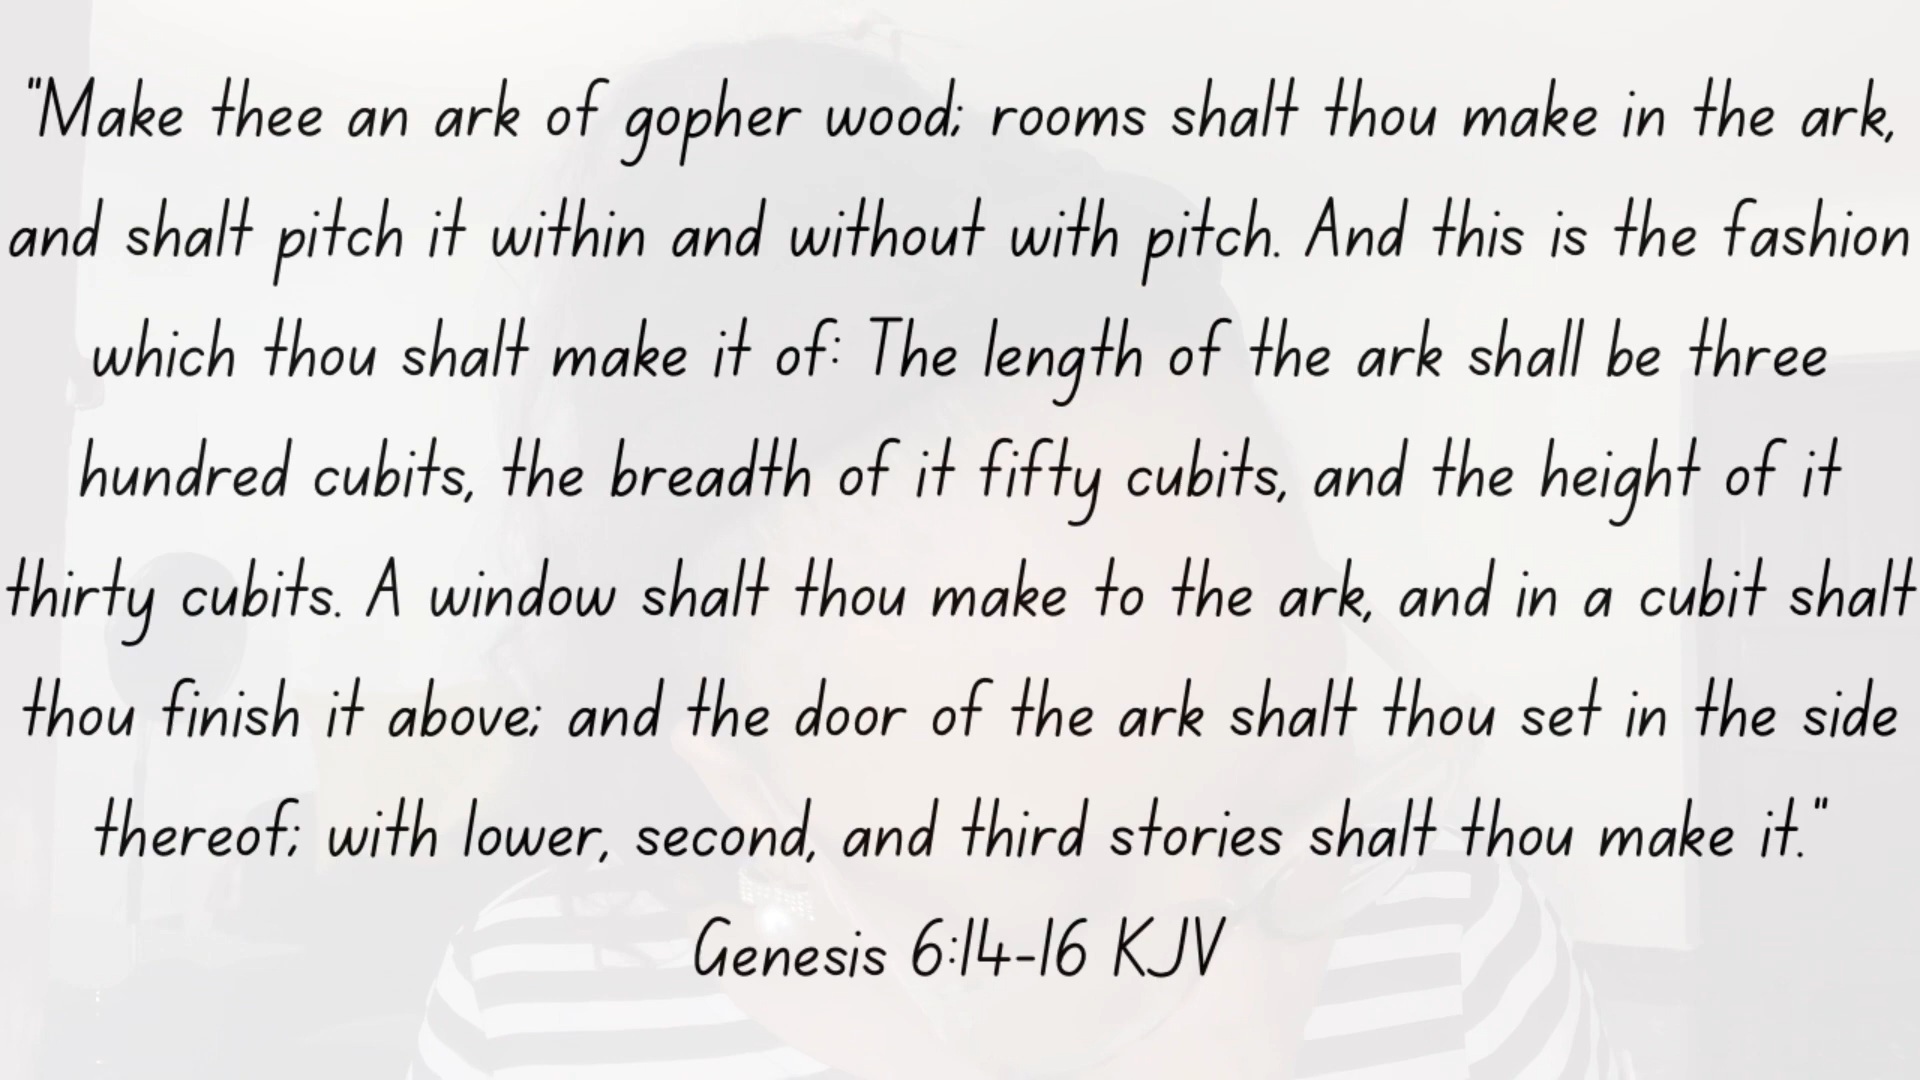 "Make thee an ark of gopher wood; rooms shalt thou make in the ark,
and shalt pitch it within and without with pitch. And this is the fashion
which thou shalt make it of: The length of the ark shall be three
hundred cubits, the breadth of it fifty cubits, and the height of it
thirty cubits. A window shalt thou make to the ark, and in a cubit shalt
thou finish it above; and the door of the ark shalt thou set in the side
thereof; with lower, second, and third stories shalt thou make it."
Genesis 6:14-16 KJV